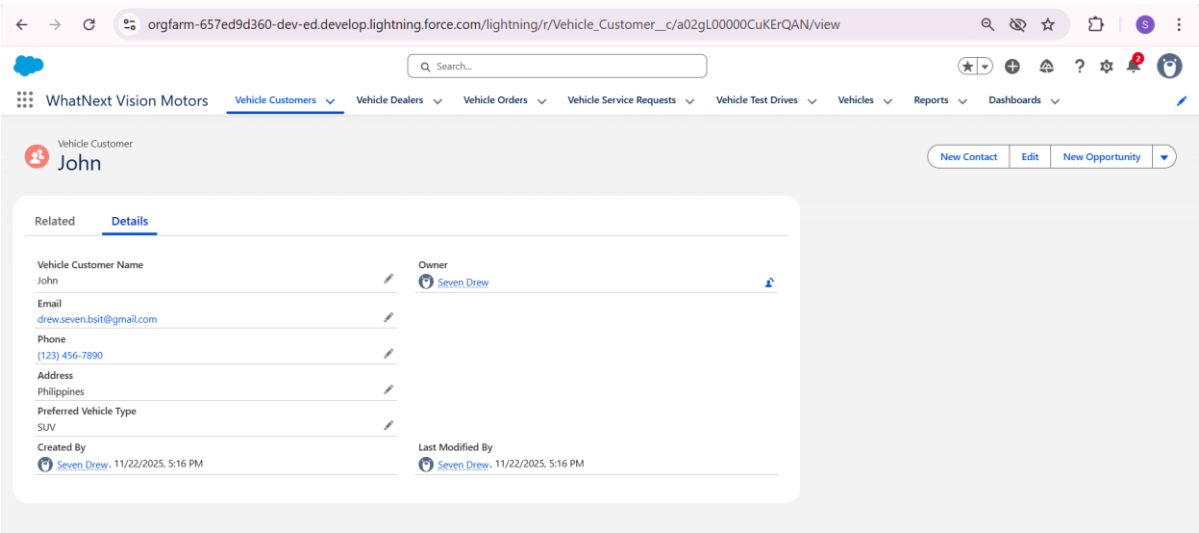 orgfarm-657ed9d360-dev-ed.develop.lightning.force.com/lightning/r/Vehicle_Customer__c/a02gL00000CuKErQAN/view
S
Search...
2
WhatNext Vision Motors Vehicle Customers Vehicle Dealers Vehicle Orders Vehicle Service Requests Vehicle Test Drives Vehicles Reports Dashboards
Vehicle Customer
John
New Contact Edit New Opportunity
Related Details
Vehicle Customer Name Owner
John Seven Drew
Email
drew.seven.bsit@gmail.com
Phone
(123) 456-7890
Address
Philippines
Preferred Vehicle Type
SUV
Created By Last Modified By
Seven Drew, 11/22/2025, 5:16 PM Seven Drew, 11/22/2025, 5:16 PM